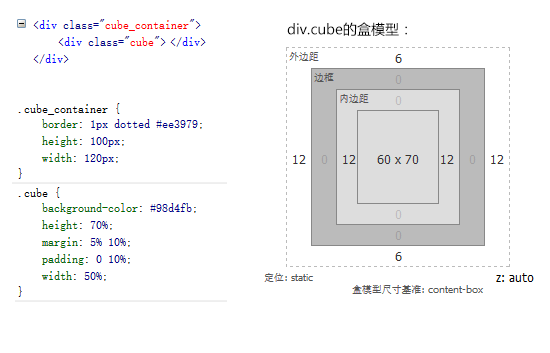 <div class="cube_container">
<div class="cube"> </div>
</div>
.cube_container {
border: 1px dotted #ee3979;
height: 100px;
width: 120px;
}
.cube {
background-color: #98d4fb;
height: 70%;
margin: 5% 10%;
padding: 0 10%;
width: 50%;
}
div.cube的盒模型：
外边距
6
边框
0
内边距
0
12 0 12 60 x 70 12 0 12
0
0
6
定位: static
z: auto
盒模型尺寸基准: content-box